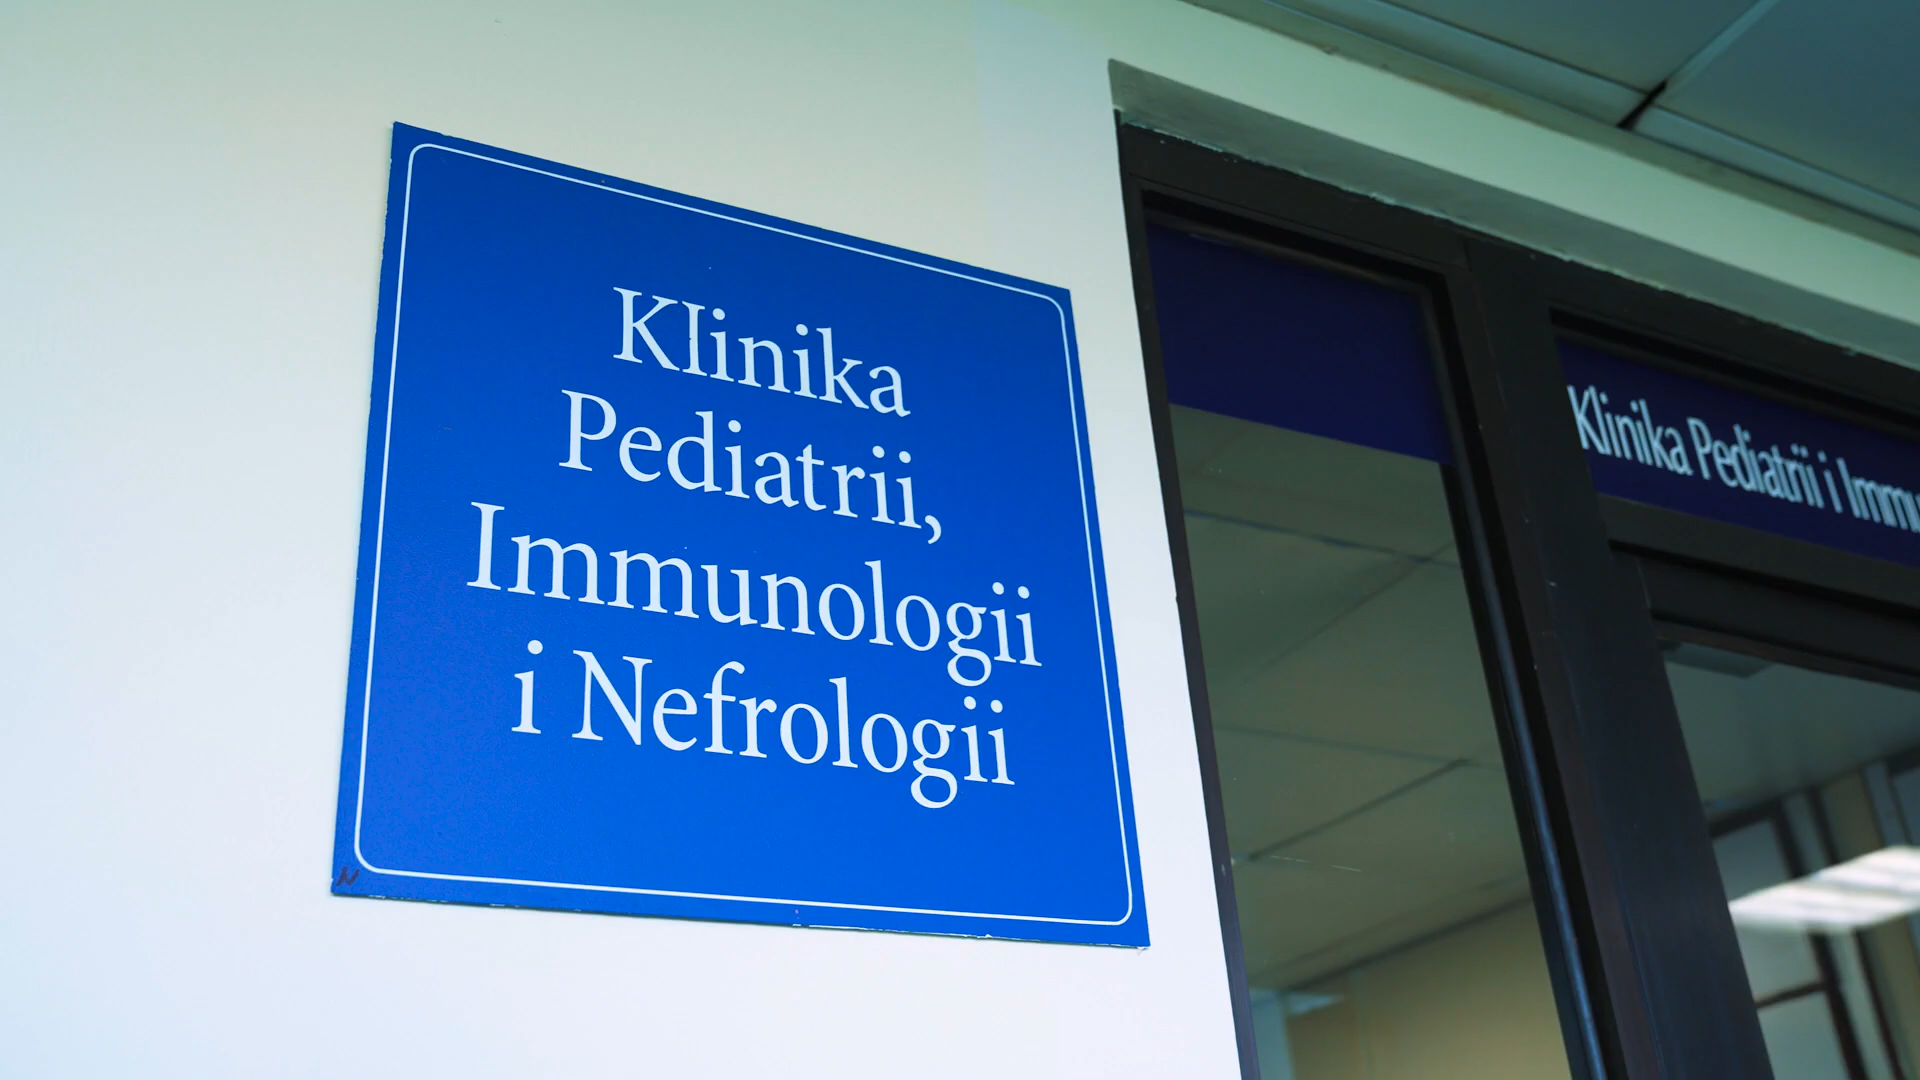 Klinika
Pediatrii,
Immunologii
i Nefrologii
Klinika Pediatrii i